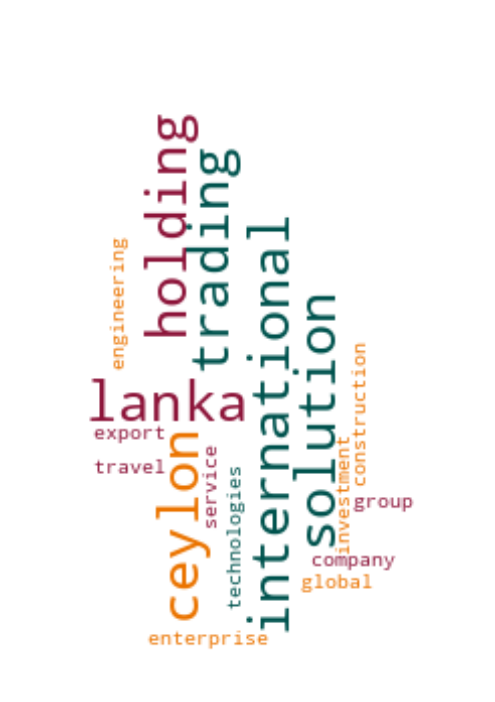 holding
trading
engineering
international
solution
lanka
export
travel
ceylon
service
technologies
construction
investment
group
company
global
enterprise